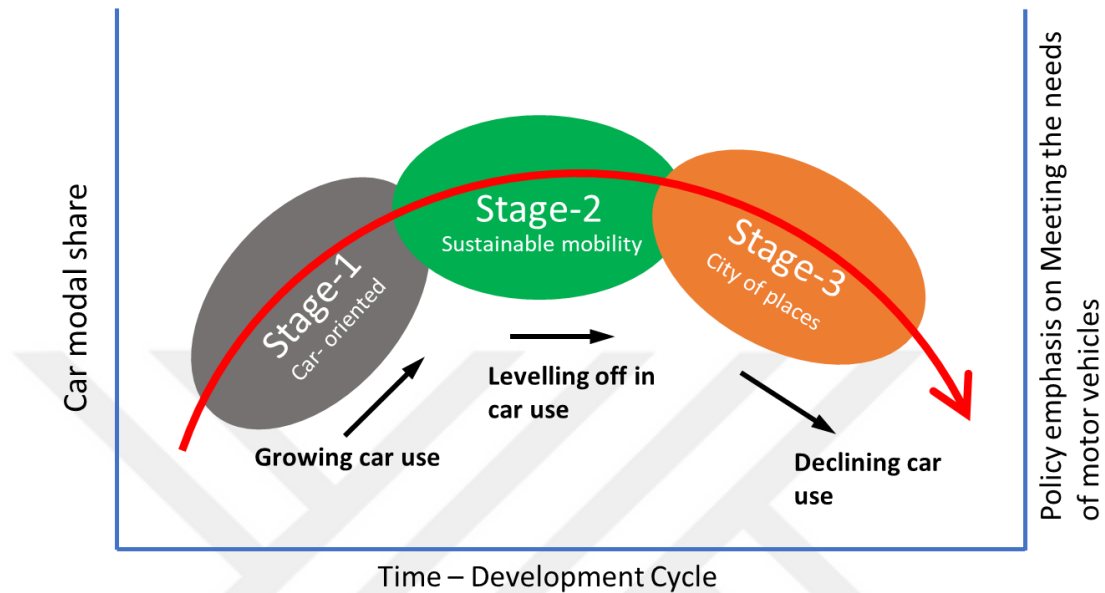 Car modal share
Stage-1
Car- oriented
Growing car use
Stage-2
Sustainable mobility
Levelling off in
car use
Stage-3
City of places
Declining car
use
Policy emphasis on Meeting the needs
of motor vehicles
Time – Development Cycle